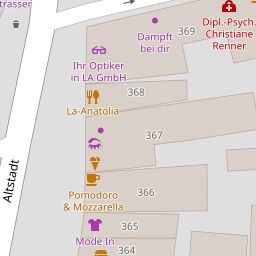 strasser
Dampft
bei dir
369
Dipl.-Psych.
Christiane
Renner
Ihr Optiker
in LA GmbH
368
La-Anatolia
367
Altstadt
Pomodoro
& Mozzarella
366
365
Mode In
364